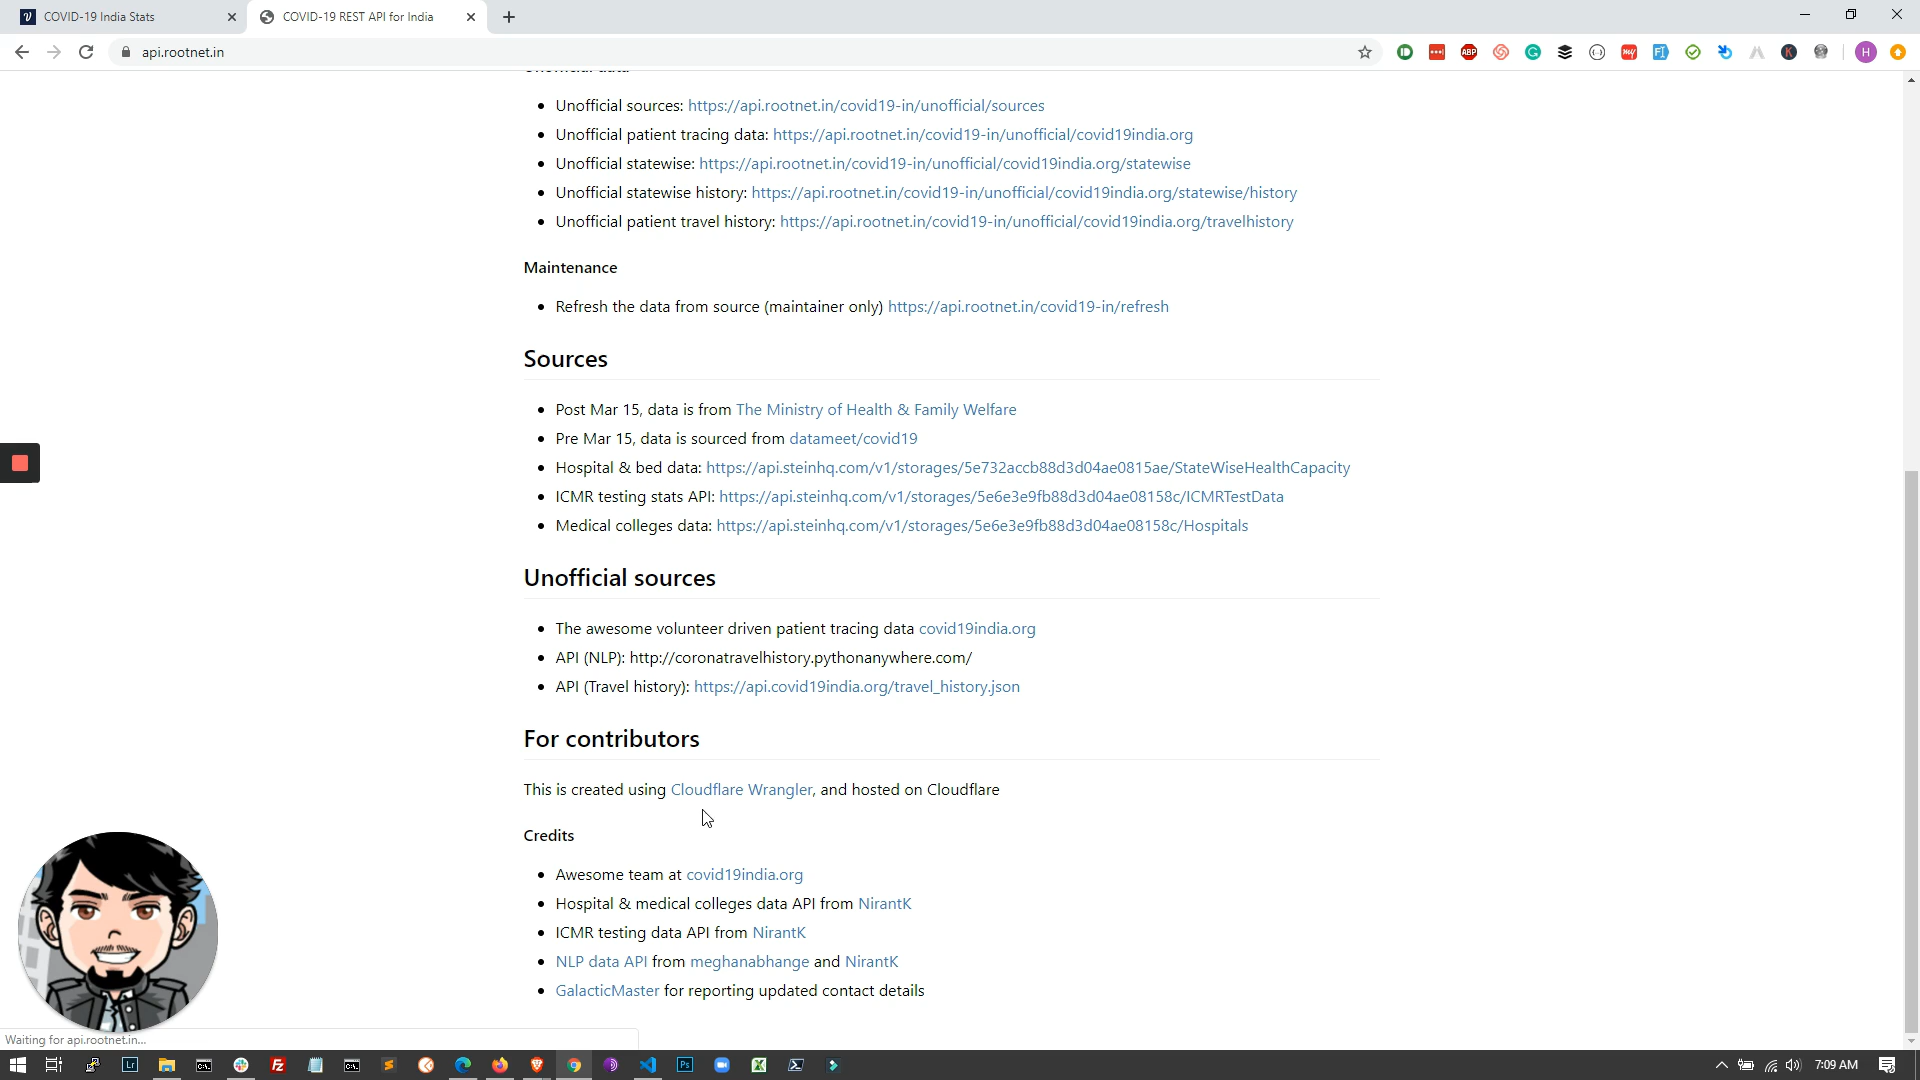 COVID-19 India Stats
COVID-19 REST API for India
api.rootnet.in
Unofficial data
Unofficial sources: https://api.rootnet.in/covid19-in/unofficial/sources
Unofficial patient tracing data: https://api.rootnet.in/covid19-in/unofficial/covid19india.org
Unofficial statewise: https://api.rootnet.in/covid19-in/unofficial/covid19india.org/statewise
Unofficial statewise history: https://api.rootnet.in/covid19-in/unofficial/covid19india.org/statewise/history
Unofficial patient travel history: https://api.rootnet.in/covid19-in/unofficial/covid19india.org/travelhistory
Maintenance
Refresh the data from source (maintainer only) https://api.rootnet.in/covid19-in/refresh
Sources
Post Mar 15, data is from The Ministry of Health & Family Welfare
Pre Mar 15, data is sourced from datameet/covid19
Hospital & bed data: https://api.steinhq.com/v1/storages/5e732accb88d3d04ae0815ae/StateWiseHealthCapacity
ICMR testing stats API: https://api.steinhq.com/v1/storages/5e6e3e9fb88d3d04ae08158c/ICMRTestData
Medical colleges data: https://api.steinhq.com/v1/storages/5e6e3e9fb88d3d04ae08158c/Hospitals
Unofficial sources
The awesome volunteer driven patient tracing data covid19india.org
API (NLP): http://coronatravelhistory.pythonanywhere.com/
API (Travel history): https://api.covid19india.org/travel_history.json
For contributors
This is created using Cloudflare Wrangler, and hosted on Cloudflare
Credits
Awesome team at covid19india.org
Hospital & medical colleges data API from NirantK
ICMR testing data API from NirantK
NLP data API from meghanabhange and NirantK
GalacticMaster for reporting updated contact details
Waiting for api.rootnet.in...
7:09 AM